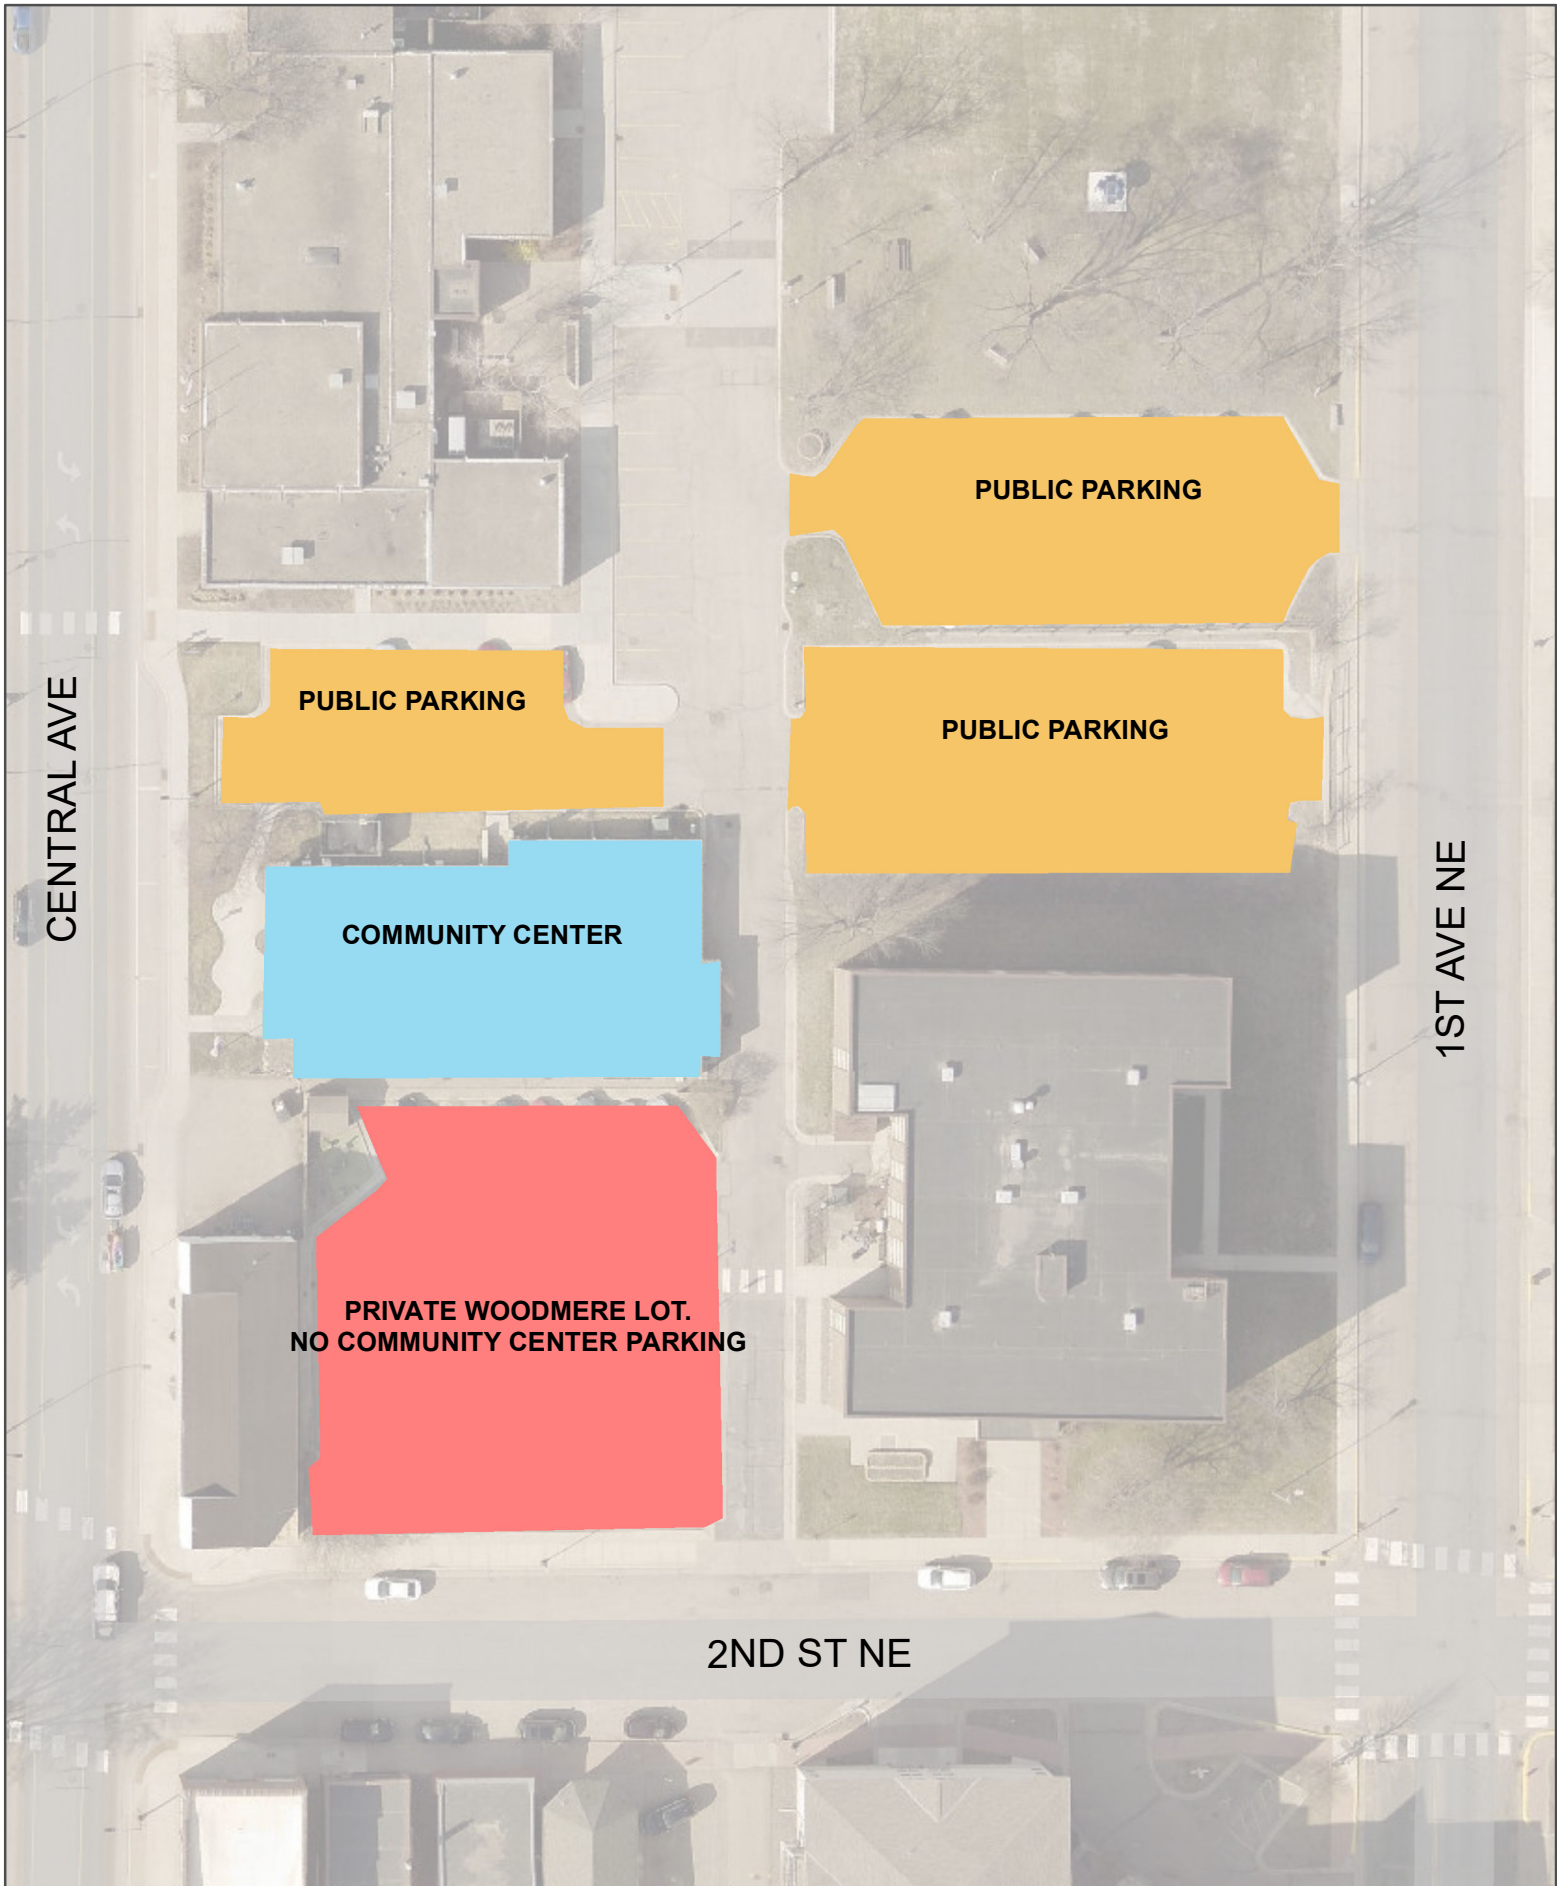 PUBLIC PARKING
PUBLIC PARKING
PUBLIC PARKING
CENTRAL AVE
COMMUNITY CENTER
1ST AVE NE
PRIVATE WOODMERE LOT.
NO COMMUNITY CENTER PARKING
2ND ST NE